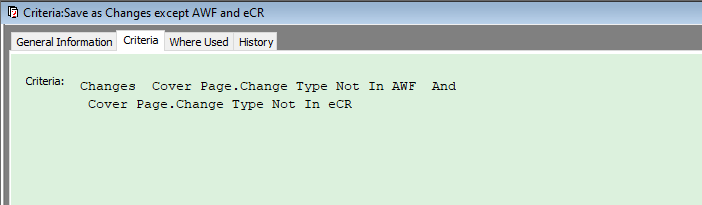 Criteria:Save as Changes except AWF and eCR
General Information Criteria Where Used History
Criteria: Changes Cover Page.Change Type Not In AWF And
Cover Page.Change Type Not In eCR